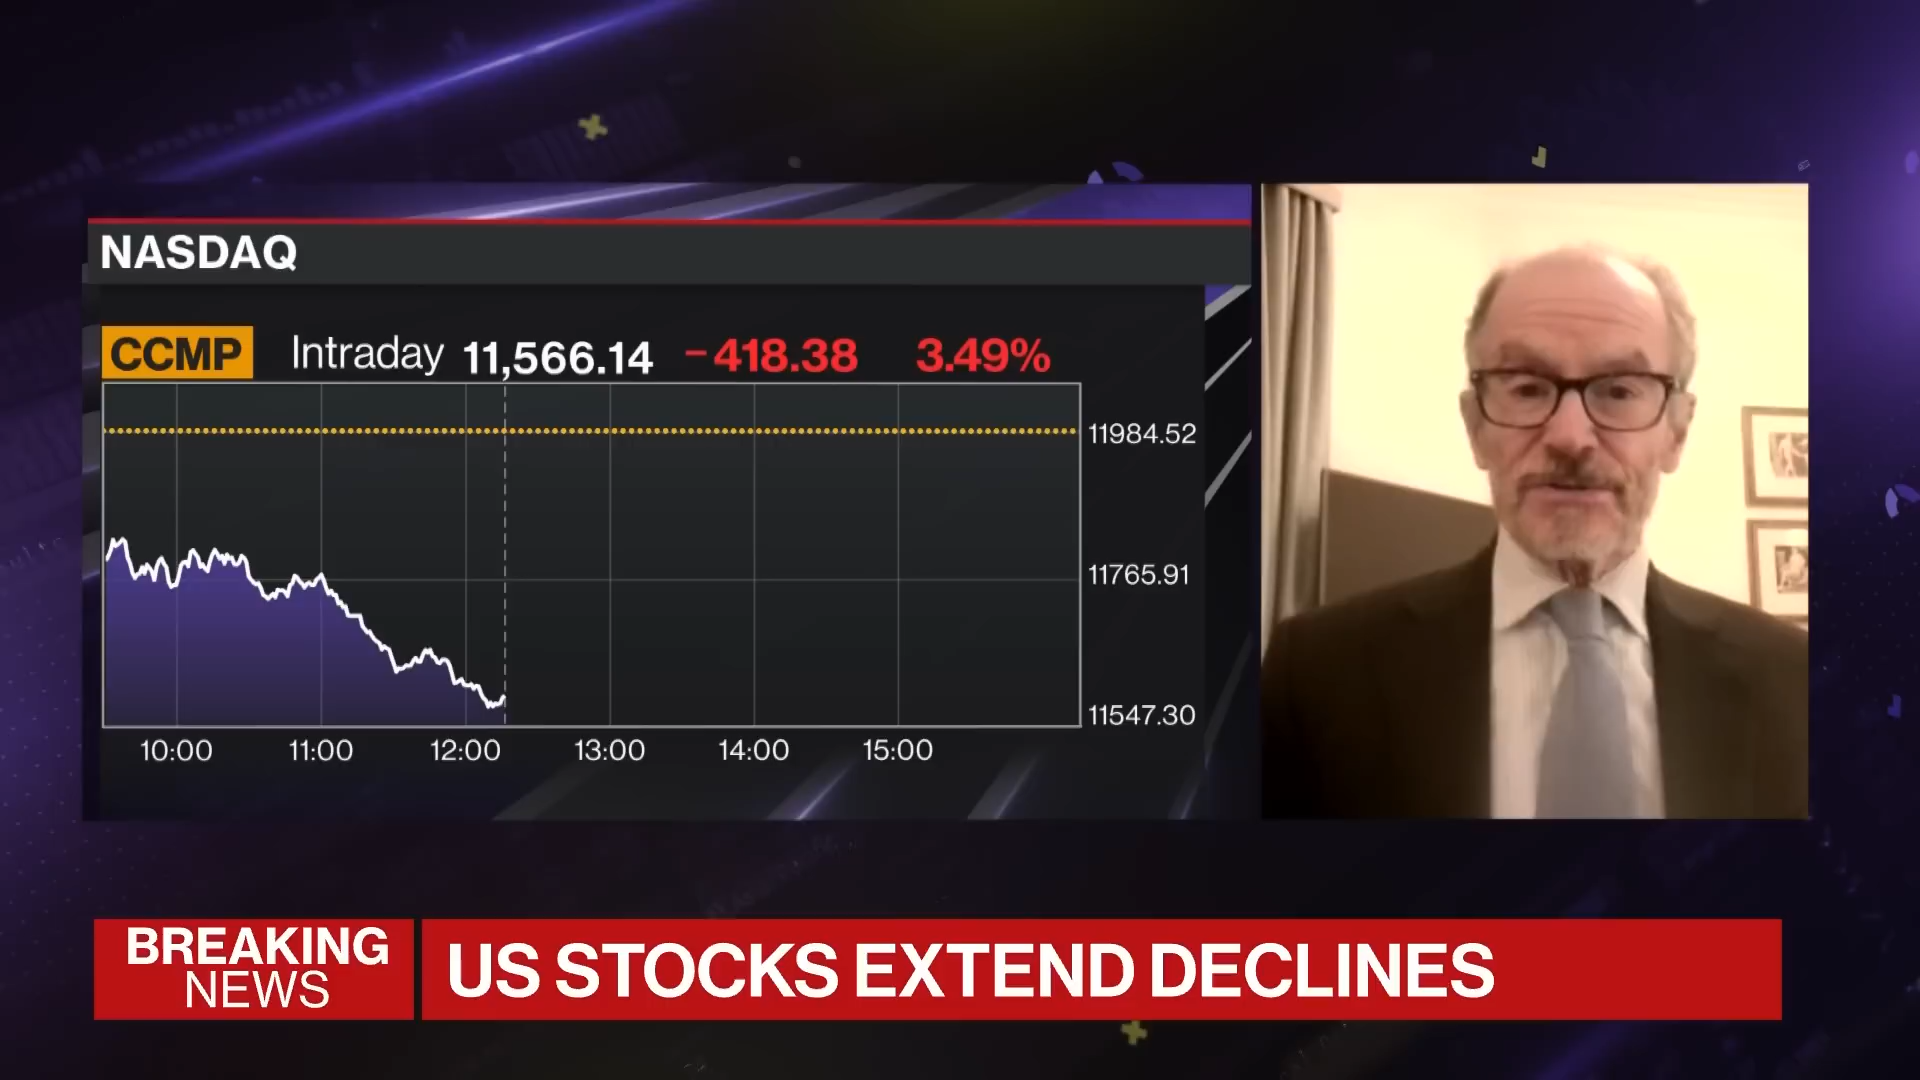 NASDAQ
CCMP Intraday 11,566.14 -418.38 3.49%
11984.52
11765.91
11547.30
10:00 11:00 12:00 13:00 14:00 15:00
BREAKING
NEWS
US STOCKS EXTEND DECLINES